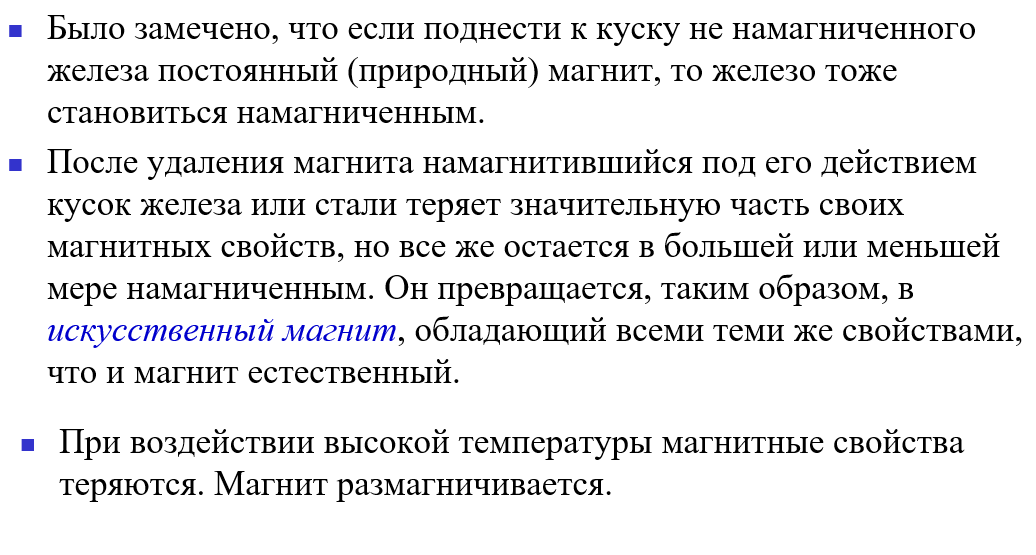 Было замечено, что если поднести к куску не намагниченного
железа постоянный (природный) магнит, то железо тоже
становиться намагниченным.
После удаления магнита намагнитившийся под его действием
кусок железа или стали теряет значительную часть своих
магнитных свойств, но все же остается в большей или меньшей
мере намагниченным. Он превращается, таким образом, в
искусственный магнит, обладающий всеми теми же свойствами,
что и магнит естественный.
При воздействии высокой температуры магнитные свойства
теряются. Магнит размагничивается.